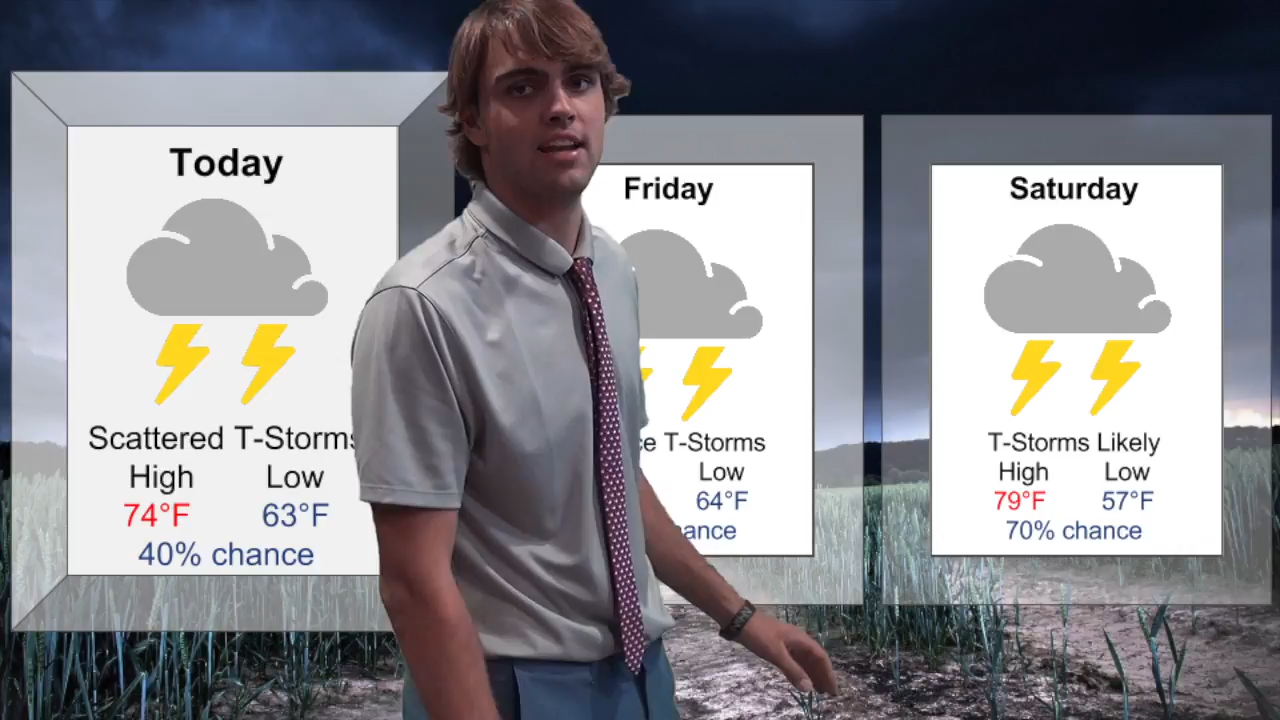 Today
Scattered T-Storms
High Low
74°F 63°F
40% chance
Friday
T-Storms
Low
64°F
Saturday
T-Storms Likely
High Low
79°F 57°F
70% chance